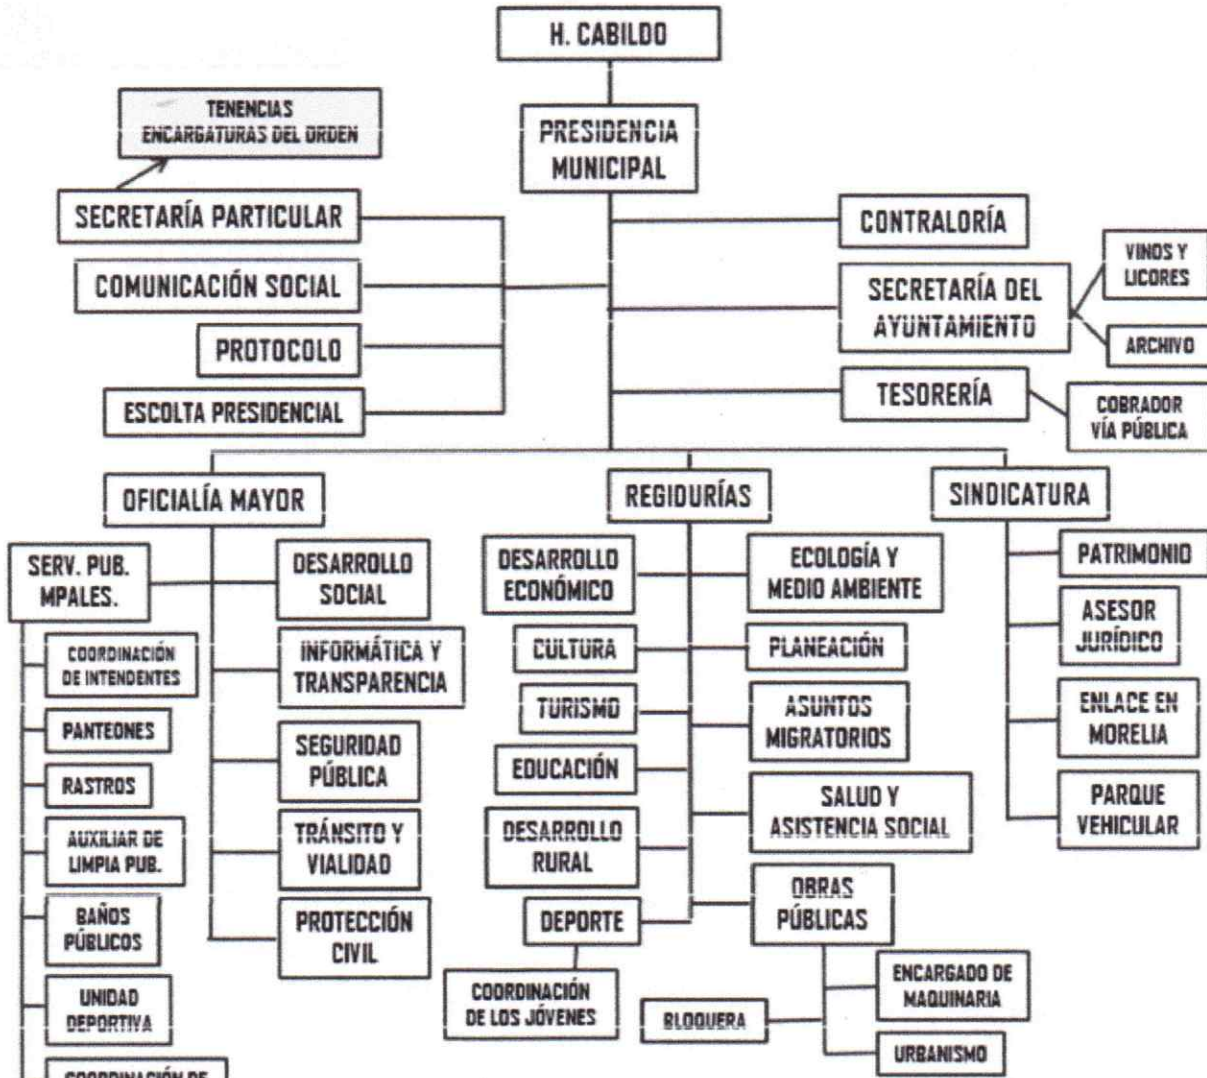 H. CABILDO
TENENCIAS
ENCARGATURAS DEL ORDEN
PRESIDENCIA
MUNICIPAL
SECRETARÍA PARTICULAR
COMUNICACIÓN SOCIAL
PROTOCOLO
ESCOLTA PRESIDENCIAL
CONTRALORÍA
SECRETARÍA DEL
AYUNTAMIENTO
VINOS Y
LICORES
ARCHIVO
TESORERÍA
COBRADOR
VÍA PÚBLICA
OFICIALÍA MAYOR
REGIDURÍAS
SINDICATURA
SERV. PUB.
MPALES.
COORDINACIÓN
DE INTENDENTES
PANTEONES
RASTROS
AUXILIAR DE
LIMPIA PUB.
BAÑOS
PÚBLICOS
UNIDAD
DEPORTIVA
COORDINACIÓN DE
DESARROLLO
SOCIAL
INFORMÁTICA Y
TRANSPARENCIA
SEGURIDAD
PÚBLICA
TRÁNSITO Y
VIALIDAD
PROTECCIÓN
CIVIL
DESARROLLO
ECONÓMICO
CULTURA
TURISMO
EDUCACIÓN
DESARROLLO
RURAL
DEPORTE
COORDINACIÓN
DE LOS JÓVENES
ECOLOGÍA Y
MEDIO AMBIENTE
PLANEACIÓN
ASUNTOS
MIGRATORIOS
SALUD Y
ASISTENCIA SOCIAL
OBRAS
PÚBLICAS
BLOQUERA
ENCARGADO DE
MAQUINARIA
URBANISMO
PATRIMONIO
ASESOR
JURÍDICO
ENLACE EN
MORELIA
PARQUE
VEHICULAR